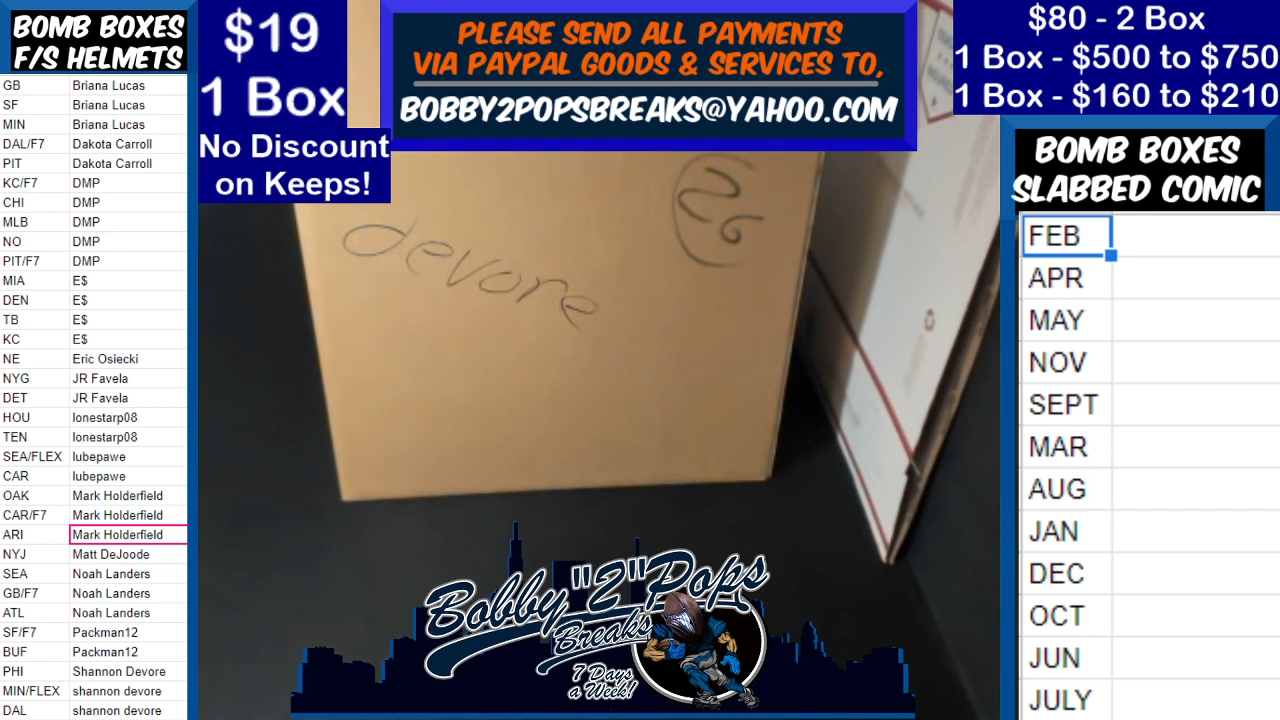 BOMB BOXES
F/S HELMETS
GB Briana Lucas
SF Briana Lucas
MIN Briana Lucas
DAL/F7 Dakota Carroll
PIT Dakota Carroll
KC/F7 DMP
CHI DMP
MLB DMP
NO DMP
PIT/F7 DMP
MIA E$
DEN E$
TB E$
KC E$
NE Eric Osiecki
NYG JR Favela
DET JR Favela
HOU lonestarp08
TEN lonestarp08
SEA/FLEX lubepawe
CAR lubepawe
OAK Mark Holderfield
CAR/F7 Mark Holderfield
ARI Mark Holderfield
NYJ Matt DeJoode
SEA Noah Landers
GB/F7 Noah Landers
ATL Noah Landers
SF/F7 Packman12
BUF Packman12
PHI Shannon Devore
MIN/FLEX shannon devore
DAL shannon devore
$19
1 Box
No Discount
on Keeps!
PLEASE SEND ALL PAYMENTS
VIA PAYPAL GOODS & SERVICES TO,
BOBBY2POPSBREAKS@YAHOO.COM
devore
26
Bobby "2" Pops
Breaks
7 Days
a Week!
$80 - 2 Box
1 Box - $500 to $750
1 Box - $160 to $210
BOMB BOXES
SLABBED COMIC
FEB
APR
MAY
NOV
SEPT
MAR
AUG
JAN
DEC
OCT
JUN
JULY